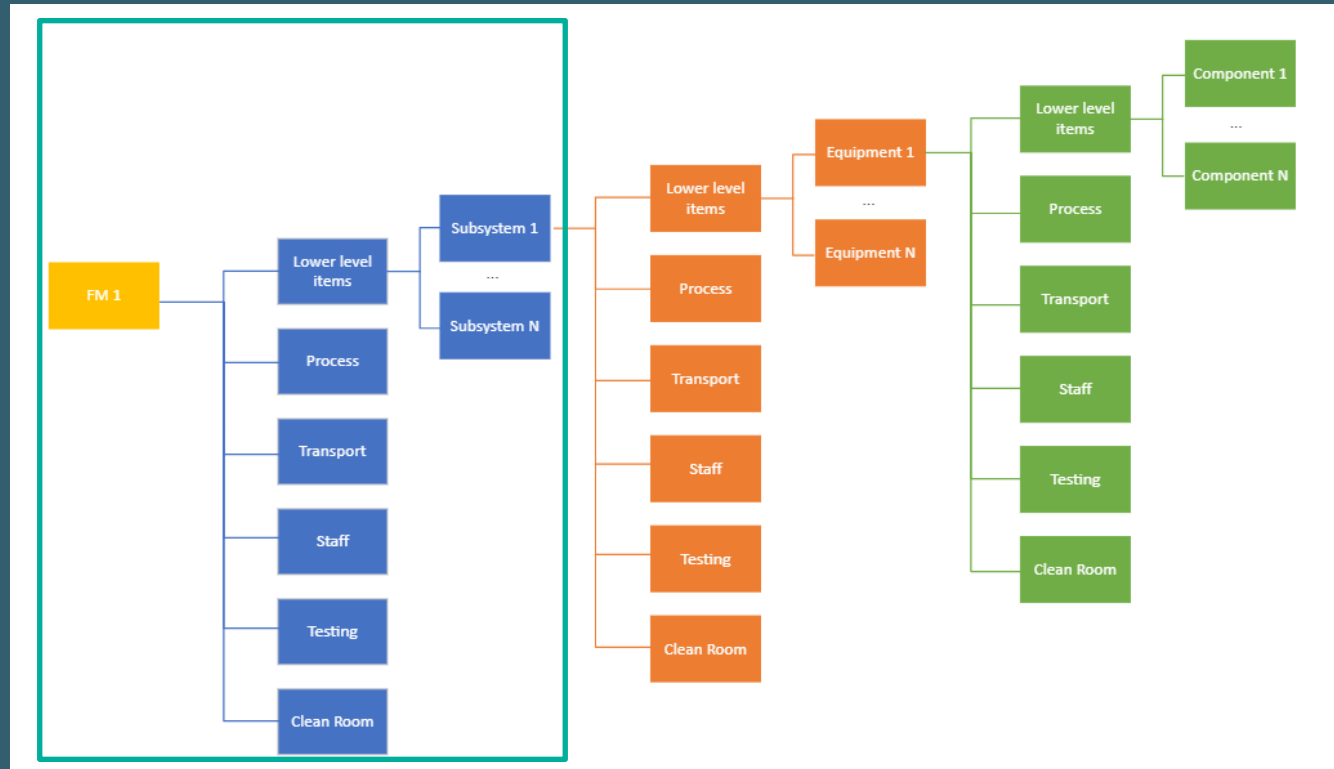 FM 1
Lower level
items
Process
Transport
Staff
Testing
Clean Room
Subsystem 1
...
Subsystem N
Lower level
items
Process
Transport
Staff
Testing
Clean Room
Equipment 1
...
Equipment N
Lower level
items
Process
Transport
Staff
Testing
Clean Room
Component 1
...
Component N